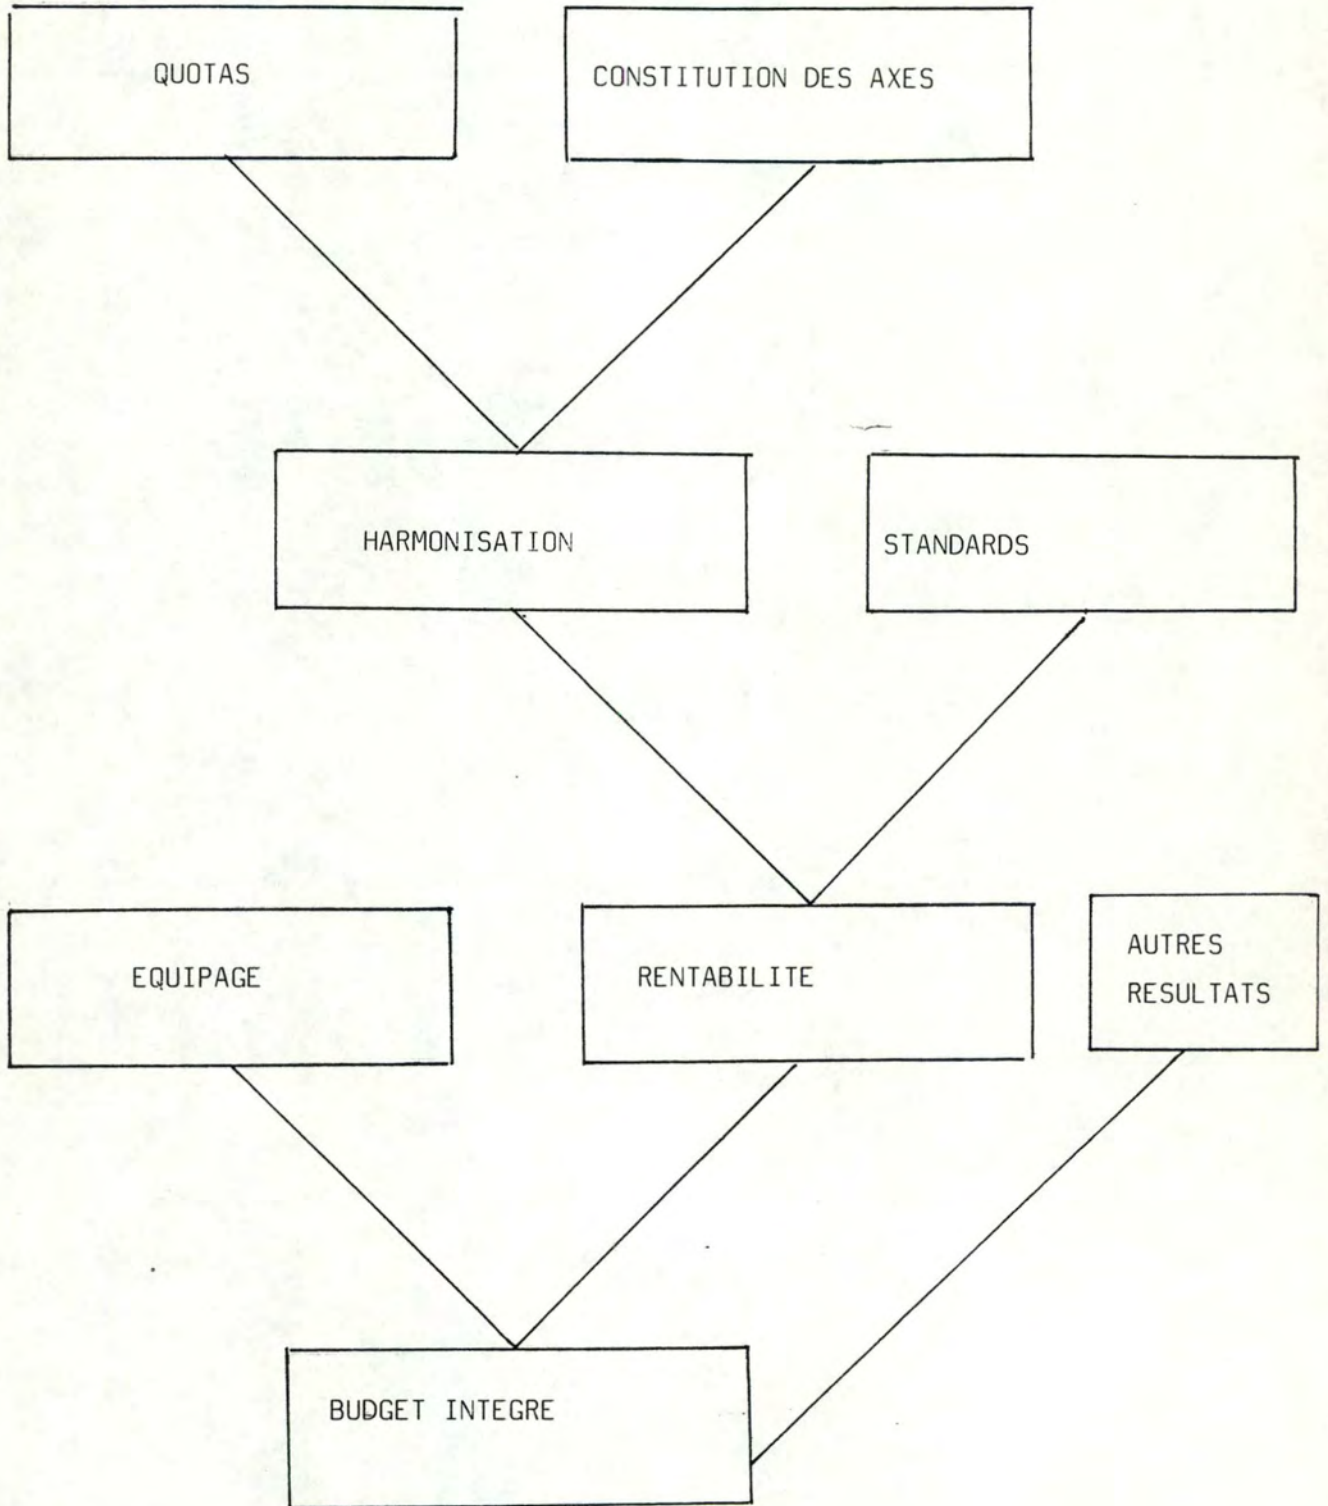 QUOTAS
CONSTITUTION DES AXES
HARMONISATION
STANDARDS
EQUIPAGE
RENTABILITE
AUTRES
RESULTATS
BUDGET INTEGRE